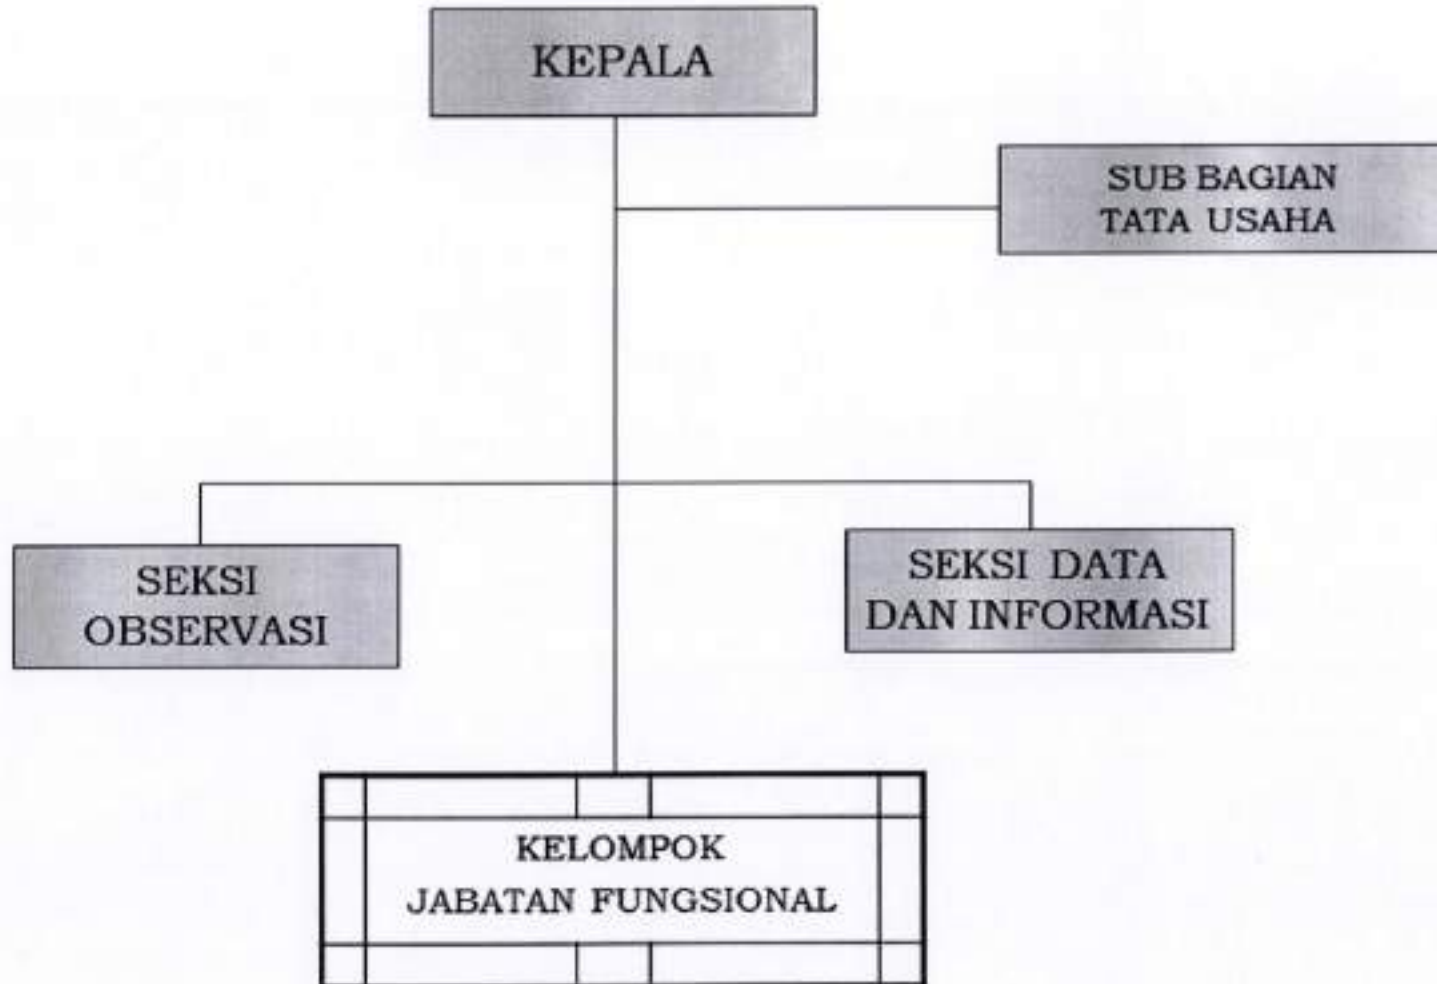 KEPALA
SUB BAGIAN
TATA USAHA
SEKSI
OBSERVASI
SEKSI DATA
DAN INFORMASI
KELOMPOK
JABATAN FUNGSIONAL